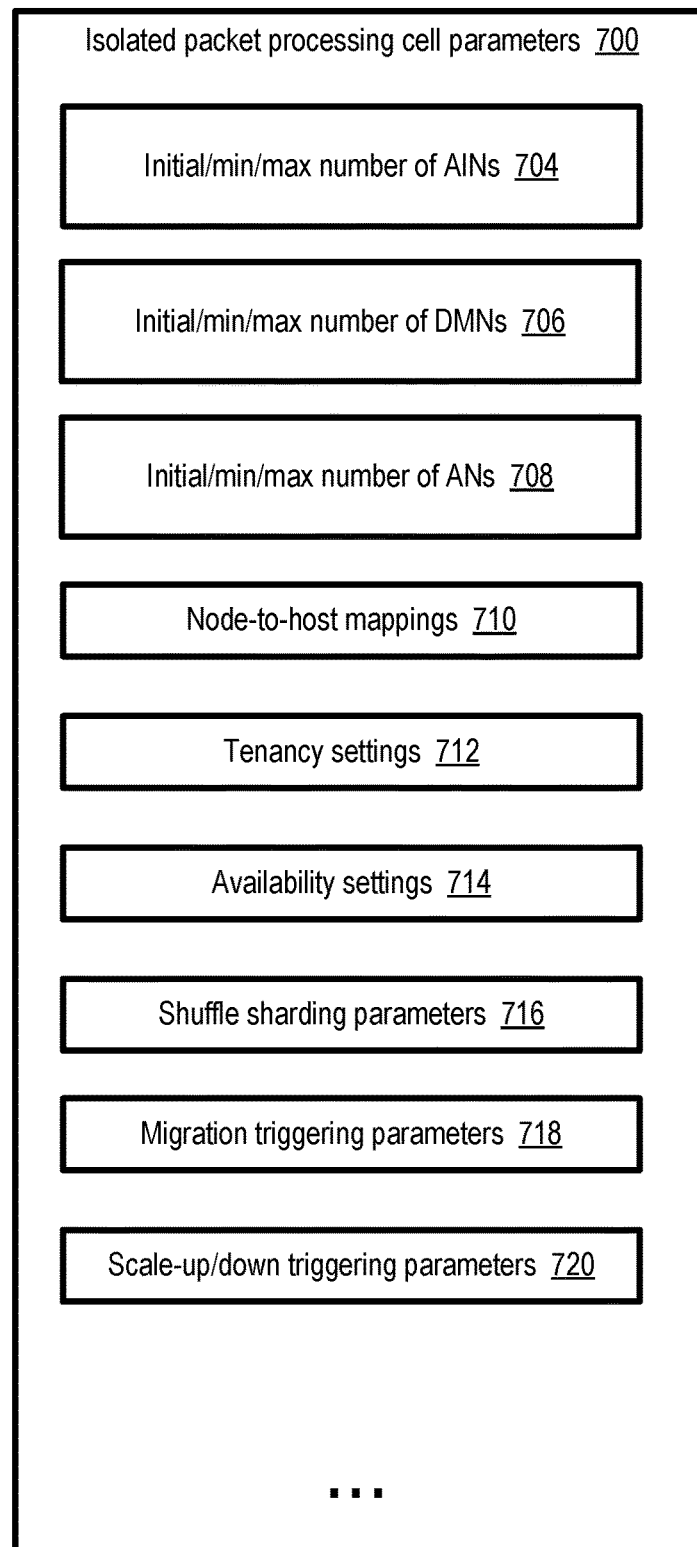 Isolated packet processing cell parameters 700
Initial/min/max number of AINs 704
Initial/min/max number of DMNs 706
Initial/min/max number of ANs 708
Node-to-host mappings 710
Tenancy settings 712
Availability settings 714
Shuffle sharding parameters 716
Migration triggering parameters 718
Scale-up/down triggering parameters 720
...